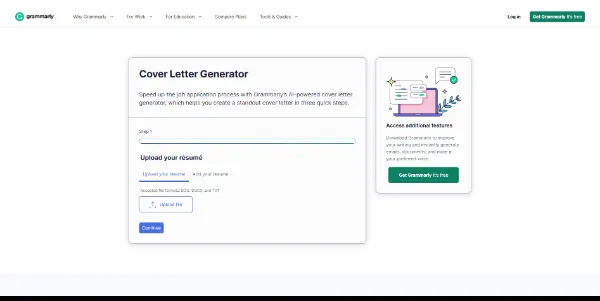 grammarly
Why Grammarly
For Work
For Education
Compare Plans
Tools & Guides
Log in
Get Grammarly It's free
Cover Letter Generator
Speed up the job application process with Grammarly's AI-powered cover letter
generator, which helps you create a standout cover letter in three quick steps.
Step 1
Upload your résumé
Upload your résumé
Add your résumé
Accepted file formats: DOC, DOCX, and TXT
Upload file
Continue
Access additional features
Download Grammarly to improve
your writing and instantly generate
emails, documents, and more in
your preferred voice.
Get Grammarly It's free